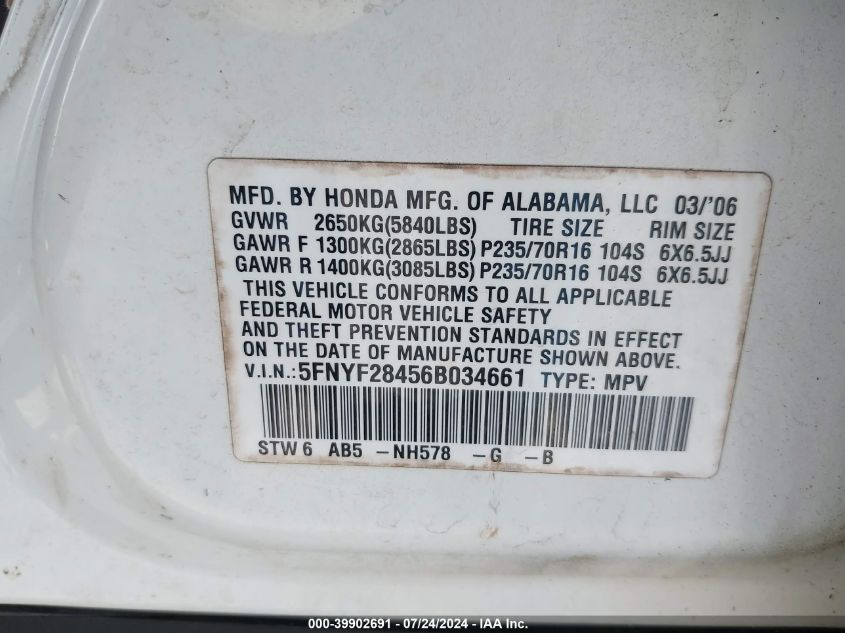 MFD. BY HONDA MFG. OF ALABAMA, LLC 03/'06
GVWR 2650KG(5840LBS) TIRE SIZE RIM SIZE
GAWR F 1300KG(2865LBS) P235/70R16 104S 6X6.5JJ
GAWR R 1400KG(3085LBS) P235/70R16 104S 6X6.5JJ
THIS VEHICLE CONFORMS TO ALL APPLICABLE
FEDERAL MOTOR VEHICLE SAFETY
AND THEFT PREVENTION STANDARDS IN EFFECT
ON THE DATE OF MANUFACTURE SHOWN ABOVE.
V.I.N.:5FNYF28456B034661 TYPE: MPV
STW 6 AB5 -NH578 -G -B
000-39902691 - 07/24/2024 - IAA Inc.